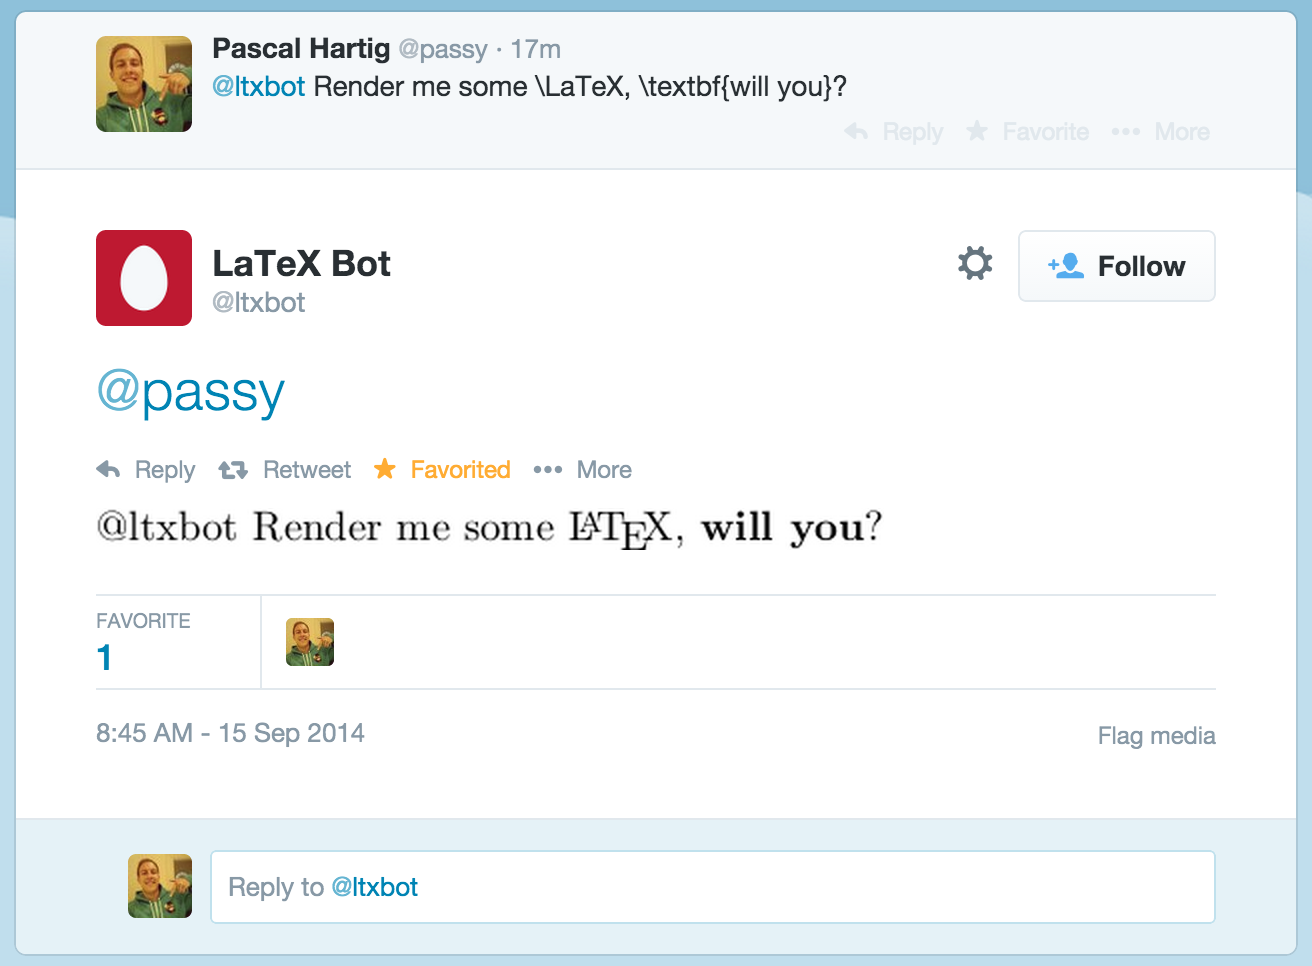 Pascal Hartig @passy · 17m
@ltxbot Render me some \LaTeX, \textbf{will you}?
Reply Favorite More
LaTeX Bot
@ltxbot
Follow
@passy
Reply Retweet Favorited More
@ltxbot Render me some LATEX, will you?
FAVORITE
1
8:45 AM - 15 Sep 2014
Flag media
Reply to @ltxbot